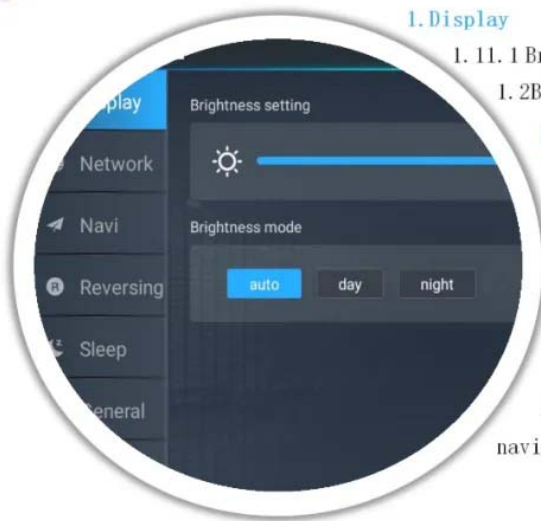 1. Display
1. 11. 1 Br
1. 2B
play
Brightness setting
Network
Navi
Brightness mode
Reversing
auto day night
Sleep
eneral
navi